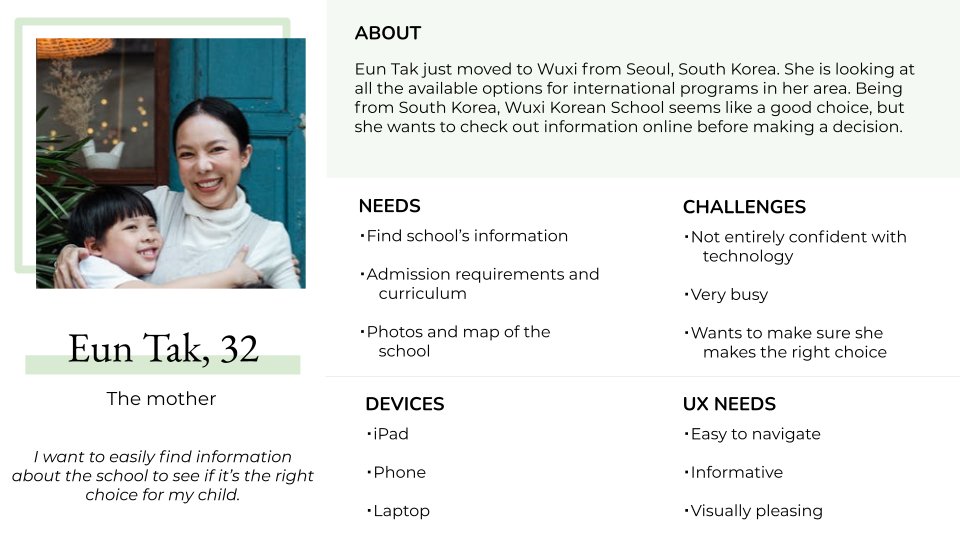 ABOUT
Eun Tak just moved to Wuxi from Seoul, South Korea. She is looking at
all the available options for international programs in her area. Being
from South Korea, Wuxi Korean School seems like a good choice, but
she wants to check out information online before making a decision.
Eun Tak, 32
The mother
I want to easily find information
about the school to see if it's the right
choice for my child.
NEEDS
·Find school's information
·Admission requirements and
curriculum
·Photos and map of the
school
CHALLENGES
·Not entirely confident with
technology
·Very busy
·Wants to make sure she
makes the right choice
DEVICES
·iPad
·Phone
·Laptop
UX NEEDS
·Easy to navigate
·Informative
·Visually pleasing